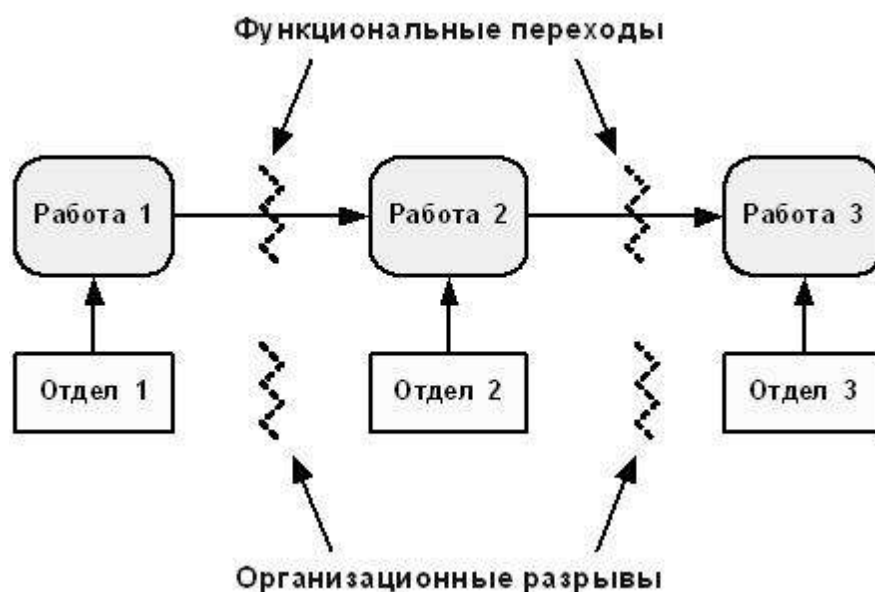 Функциональные переходы
Работа 1
Работа 2
Работа 3
Отдел 1
Отдел 2
Отдел 3
Организационные разрывы